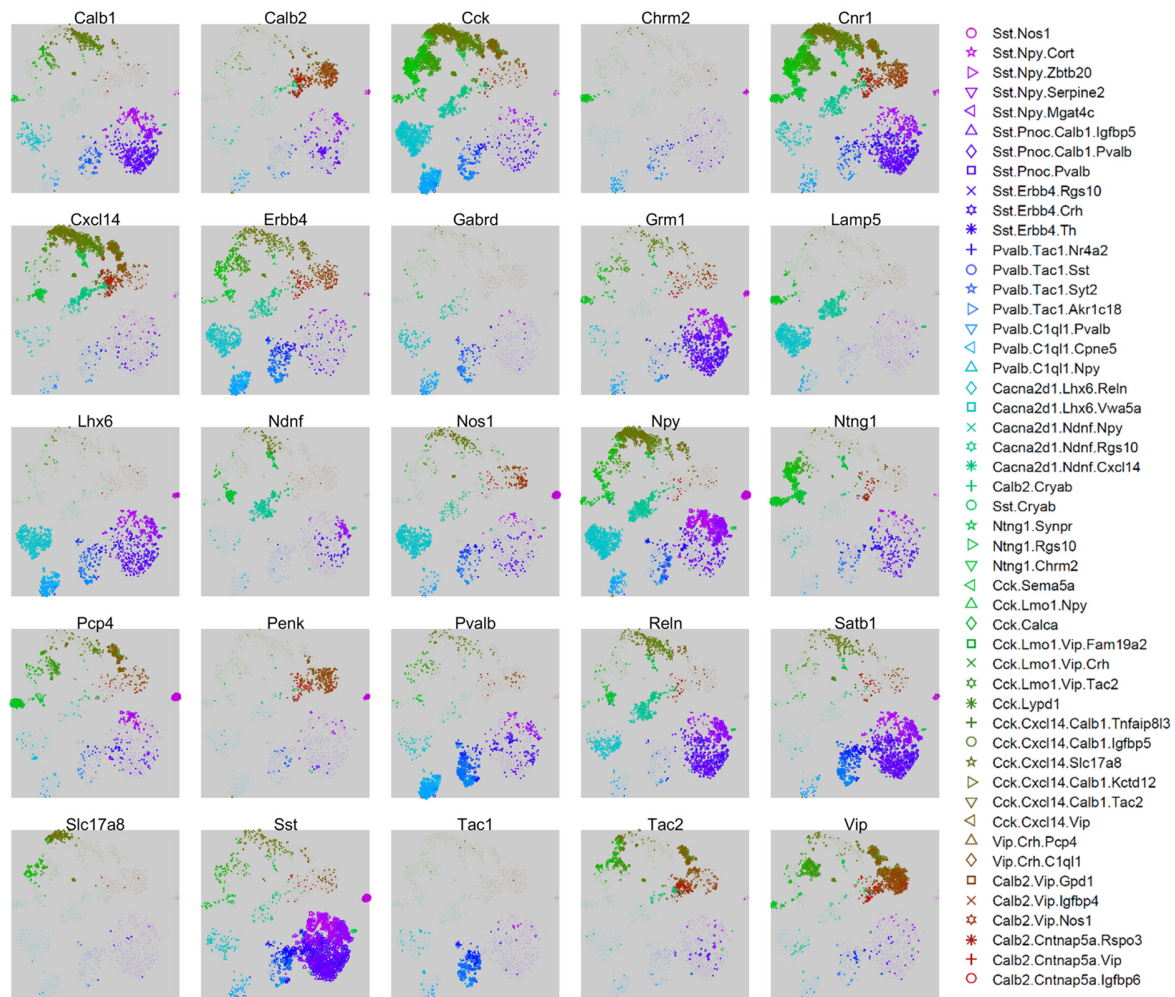 Calb1 Calb2 Cck Chrm2 Cnr1
Cxcl14 Erbb4 Gabrd Grm1 Lamp5
Lhx6 Ndnf Nos1 Npy Ntng1
Pcp4 Penk Pvalb Reln Satb1
Slc17a8 Sst Tac1 Tac2 Vip
Sst.Nos1
Sst.Npy.Cort
Sst.Npy.Zbtb20
Sst.Npy.Serpine2
Sst.Npy.Mgat4c
Sst.Pnoc.Calb1.Igfbp5
Sst.Pnoc.Calb1.Pvalb
Sst.Pnoc.Pvalb
Sst.Erbb4.Rgs10
Sst.Erbb4.Crh
Sst.Erbb4.Th
Pvalb.Tac1.Nr4a2
Pvalb.Tac1.Sst
Pvalb.Tac1.Syt2
Pvalb.Tac1.Akr1c18
Pvalb.C1ql1.Pvalb
Pvalb.C1ql1.Cpne5
Pvalb.C1ql1.Npy
Cacna2d1.Lhx6.Reln
Cacna2d1.Lhx6.Vwa5a
Cacna2d1.Ndnf.Npy
Cacna2d1.Ndnf.Rgs10
Cacna2d1.Ndnf.Cxcl14
Calb2.Cryab
Sst.Cryab
Ntng1.Synpr
Ntng1.Rgs10
Ntng1.Chrm2
Cck.Sema5a
Cck.Lmo1.Npy
Cck.Calca
Cck.Lmo1.Vip.Fam19a2
Cck.Lmo1.Vip.Crh
Cck.Lmo1.Vip.Tac2
Cck.Lypd1
Cck.Cxcl14.Calb1.Tnfaip8l3
Cck.Cxcl14.Calb1.Igfbp5
Cck.Cxcl14.Slc17a8
Cck.Cxcl14.Calb1.Kctd12
Cck.Cxcl14.Calb1.Tac2
Cck.Cxcl14.Vip
Vip.Crh.Pcp4
Vip.Crh.C1ql1
Calb2.Vip.Gpd1
Calb2.Vip.Igfbp4
Calb2.Vip.Nos1
Calb2.Cntnap5a.Rspo3
Calb2.Cntnap5a.Vip
Calb2.Cntnap5a.Igfbp6